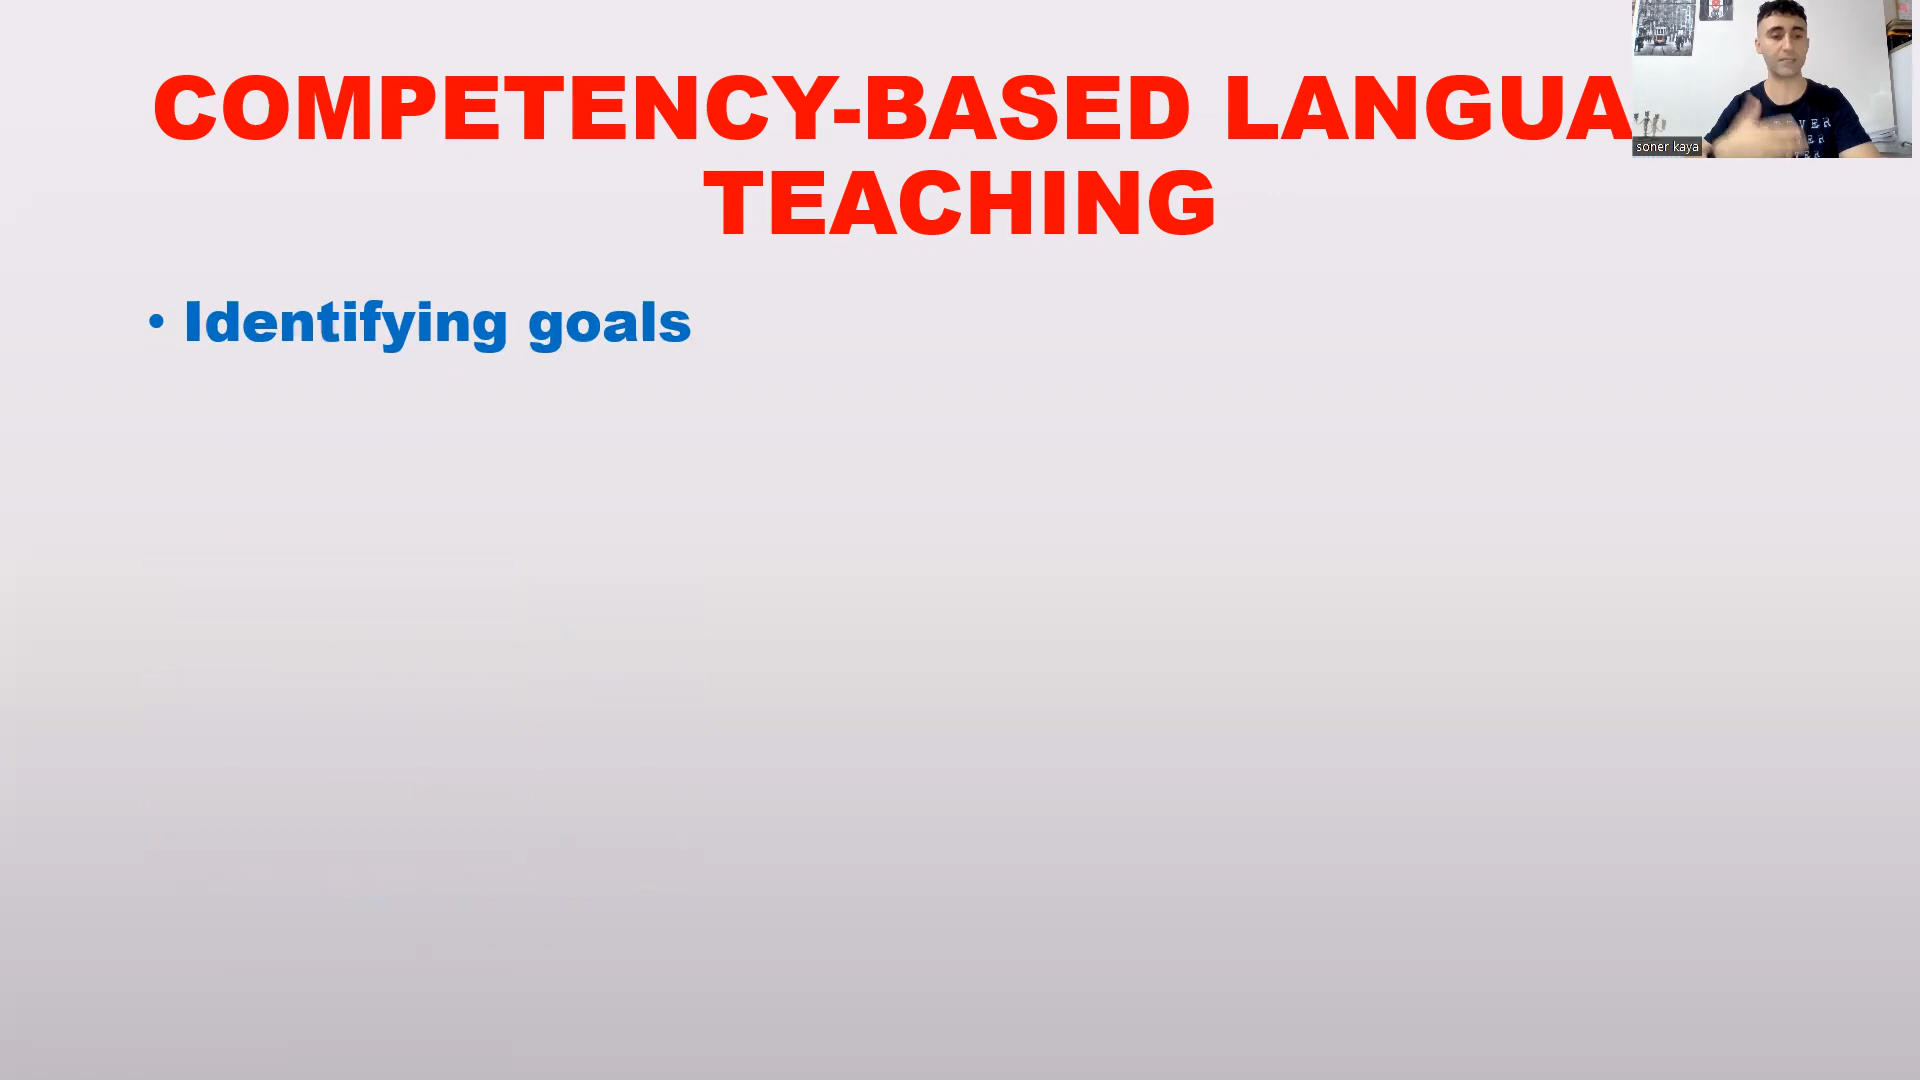 COMPETENCY-BASED LANGUA
TEACHING
• Identifying goals
soner kaya